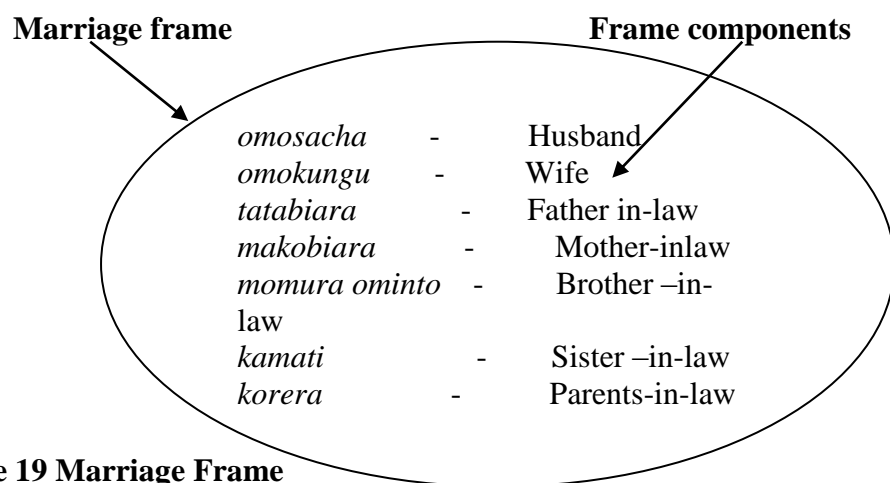 Marriage frame Frame components
omosacha - Husband
omokungu - Wife
tatabiara - Father in-law
makobiara - Mother-inlaw
momura ominto - Brother –in-
law
kamati - Sister –in-law
korera - Parents-in-law
e 19 Marriage Frame